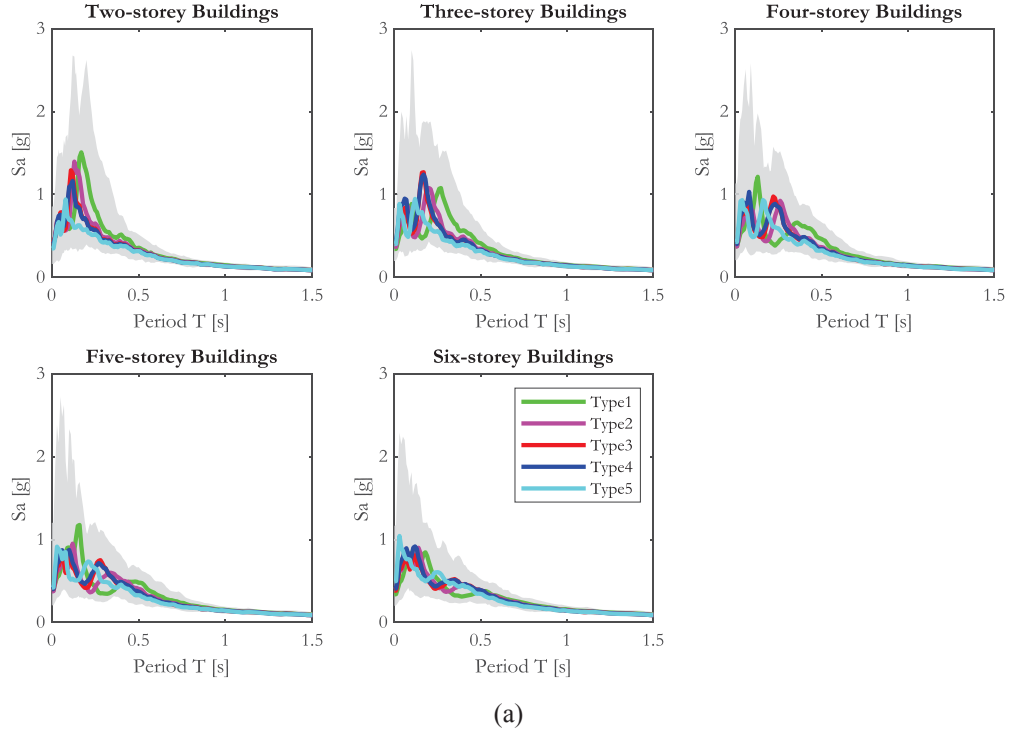 Two-storey Buildings
Three-storey Buildings
Four-storey Buildings
3
2
1
0
Sa [g]
0 0.5 1 1.5
Period T [s]
3
2
1
0
Sa [g]
0 0.5 1 1.5
Period T [s]
3
2
1
0
Sa [g]
0 0.5 1 1.5
Period T [s]
Five-storey Buildings
Six-storey Buildings
3
2
1
0
Sa [g]
0 0.5 1 1.5
Period T [s]
3
2
1
0
Sa [g]
Type1
Type2
Type3
Type4
Type5
0 0.5 1 1.5
Period T [s]
(a)